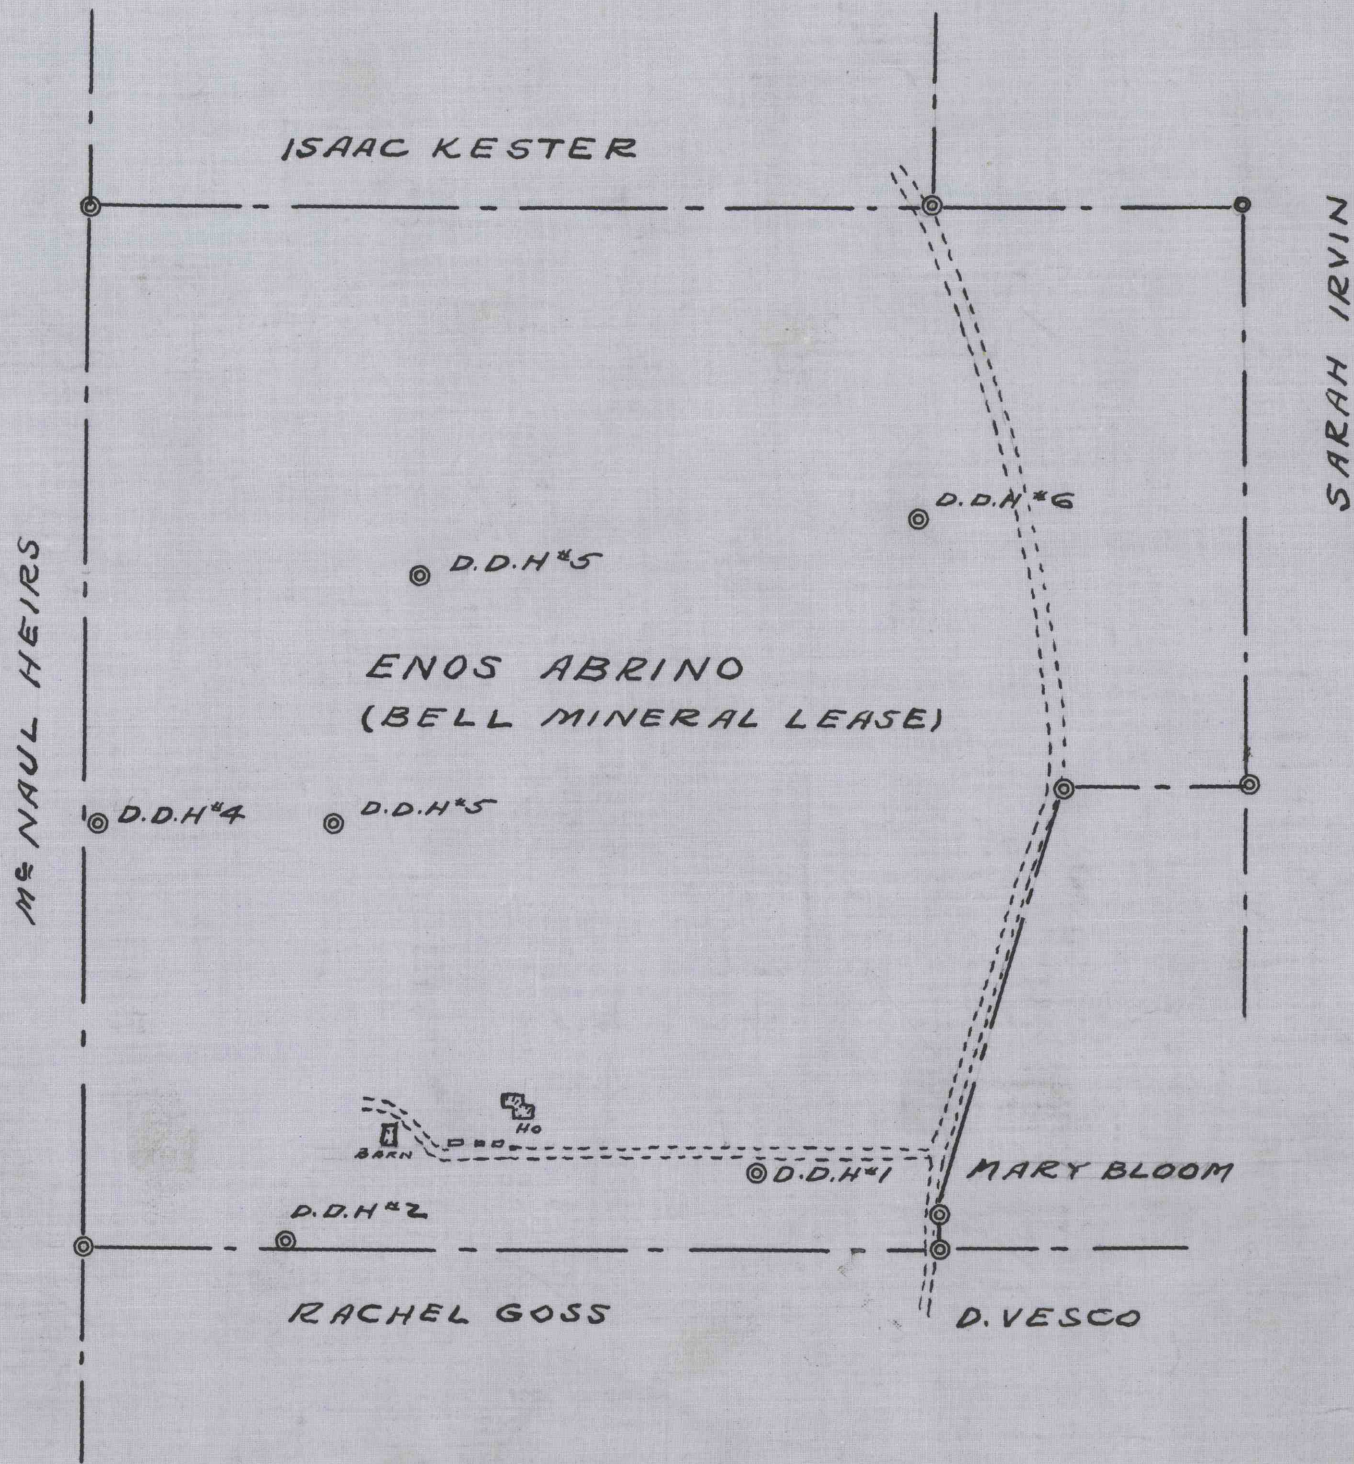 ISAAC KESTER
SARAH IRVIN
D.D.H #6
D.D.H #5
McNAUL HEIRS
ENOS ABRINO
(BELL MINERAL LEASE)
D.D.H #4
D.D.H #5
HO
BARN
D.D.H #1
MARY BLOOM
D.D.H #2
RACHEL GOSS
D. VESCO